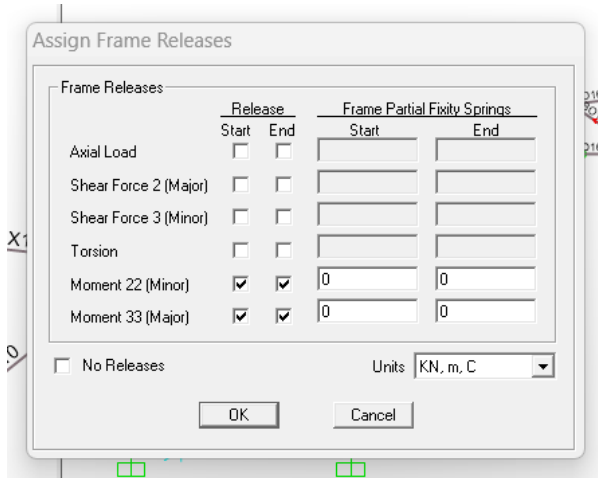 Assign Frame Releases
Frame Releases
Release Frame Partial Fixity Springs
Start End Start End
Axial Load
Shear Force 2 (Major)
Shear Force 3 (Minor)
Torsion
Moment 22 (Minor) 0 0
Moment 33 (Major) 0 0
No Releases Units KN, m, C
OK Cancel